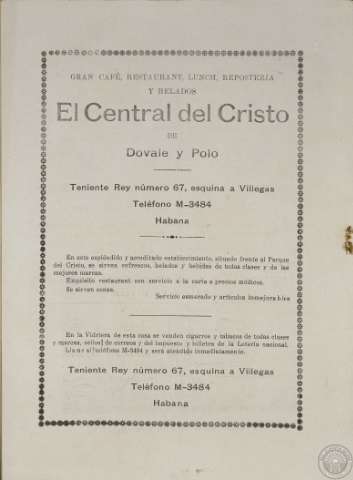 GRAN CAFÉ, RESTAURANT, LUNCH, REPOSTERIA
Y HELADOS
El Central del Cristo
DE
Dovale y Polo
Teniente Rey número 67, esquina a Villegas
Teléfono M-3484
Habana
En este espléndido y acreditado establecimiento, situado frente al Parque
del Cristo, se sirven refrescos, helados y bebidas de todas clases y de las
mejores marcas.
Exquisito restaurant con servicio a la carta a precios módicos.
Se sirven cenas.
Servicio esmerado y artículos inmejorables
En la Vidriera de esta casa se venden cigarros y tabacos de todas clases
y marcas, sellos de correos y del impuesto y billetes de la Lotería nacional.
Llame al teléfono M-3484 y será atendido inmediatamente.
Teniente Rey número 67, esquina a Villegas
Teléfono M-3484
Habana